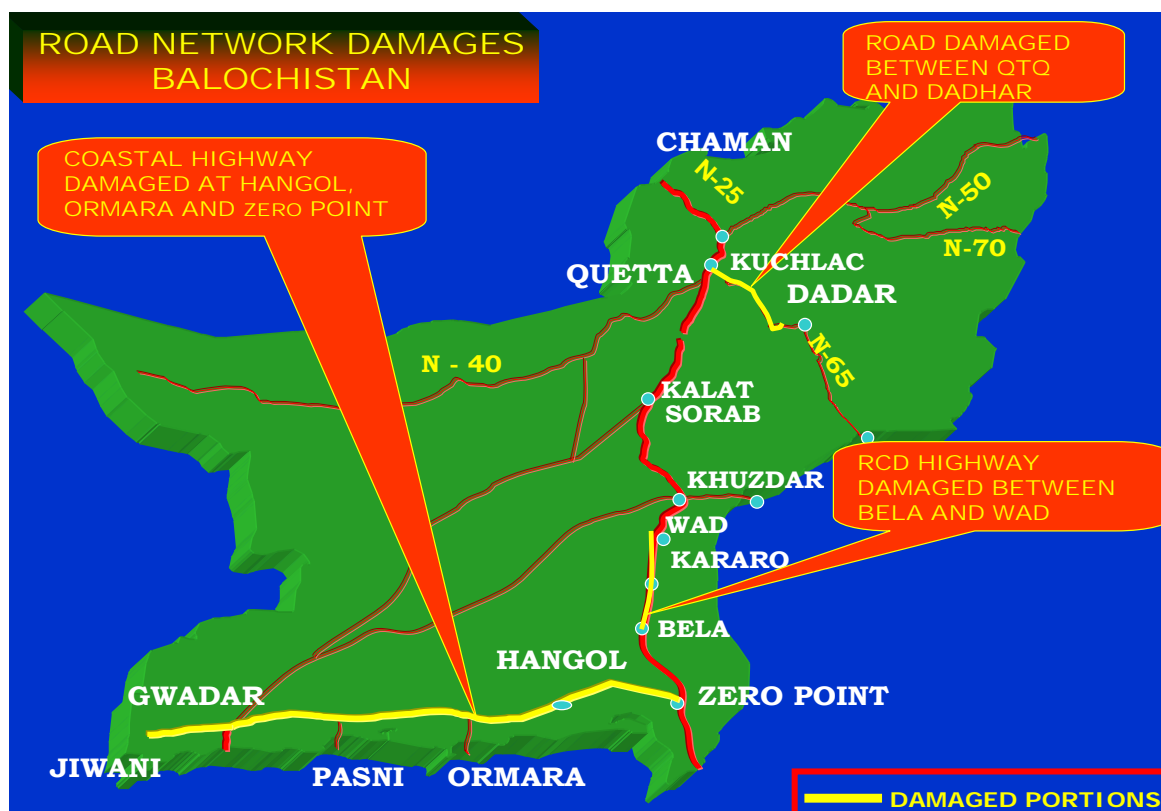 ROAD NETWORK DAMAGES
BALOCHISTAN
ROAD DAMAGED
BETWEEN QTQ
AND DADHAR
COASTAL HIGHWAY
DAMAGED AT HANGOL,
ORMARA AND ZERO POINT
CHAMAN
N-25
N-50
N-70
KUCHLAC
QUETTA
DADAR
N-65
N - 40
KALAT
SORAB
RCD HIGHWAY
DAMAGED BETWEEN
BELA AND WAD
KHUZDAR
WAD
KARARO
BELA
HANGOL
GWADAR
ZERO POINT
JIWANI
PASNI
ORMARA
DAMAGED PORTIONS